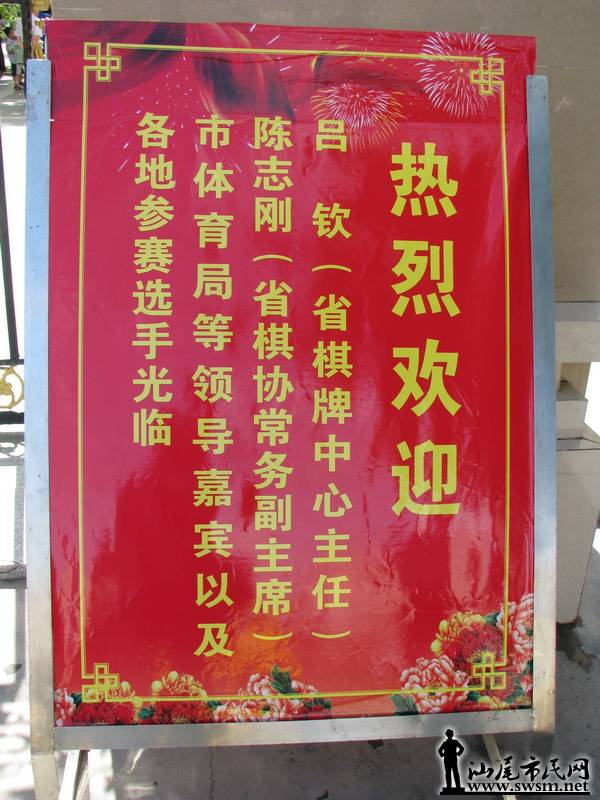 热烈欢迎
吕 钦（省棋牌中心主任）
陈志刚（省棋协常务副主席）
市体育局等领导嘉宾以及
各地参赛选手光临
汕尾市民网
www.swsm.net